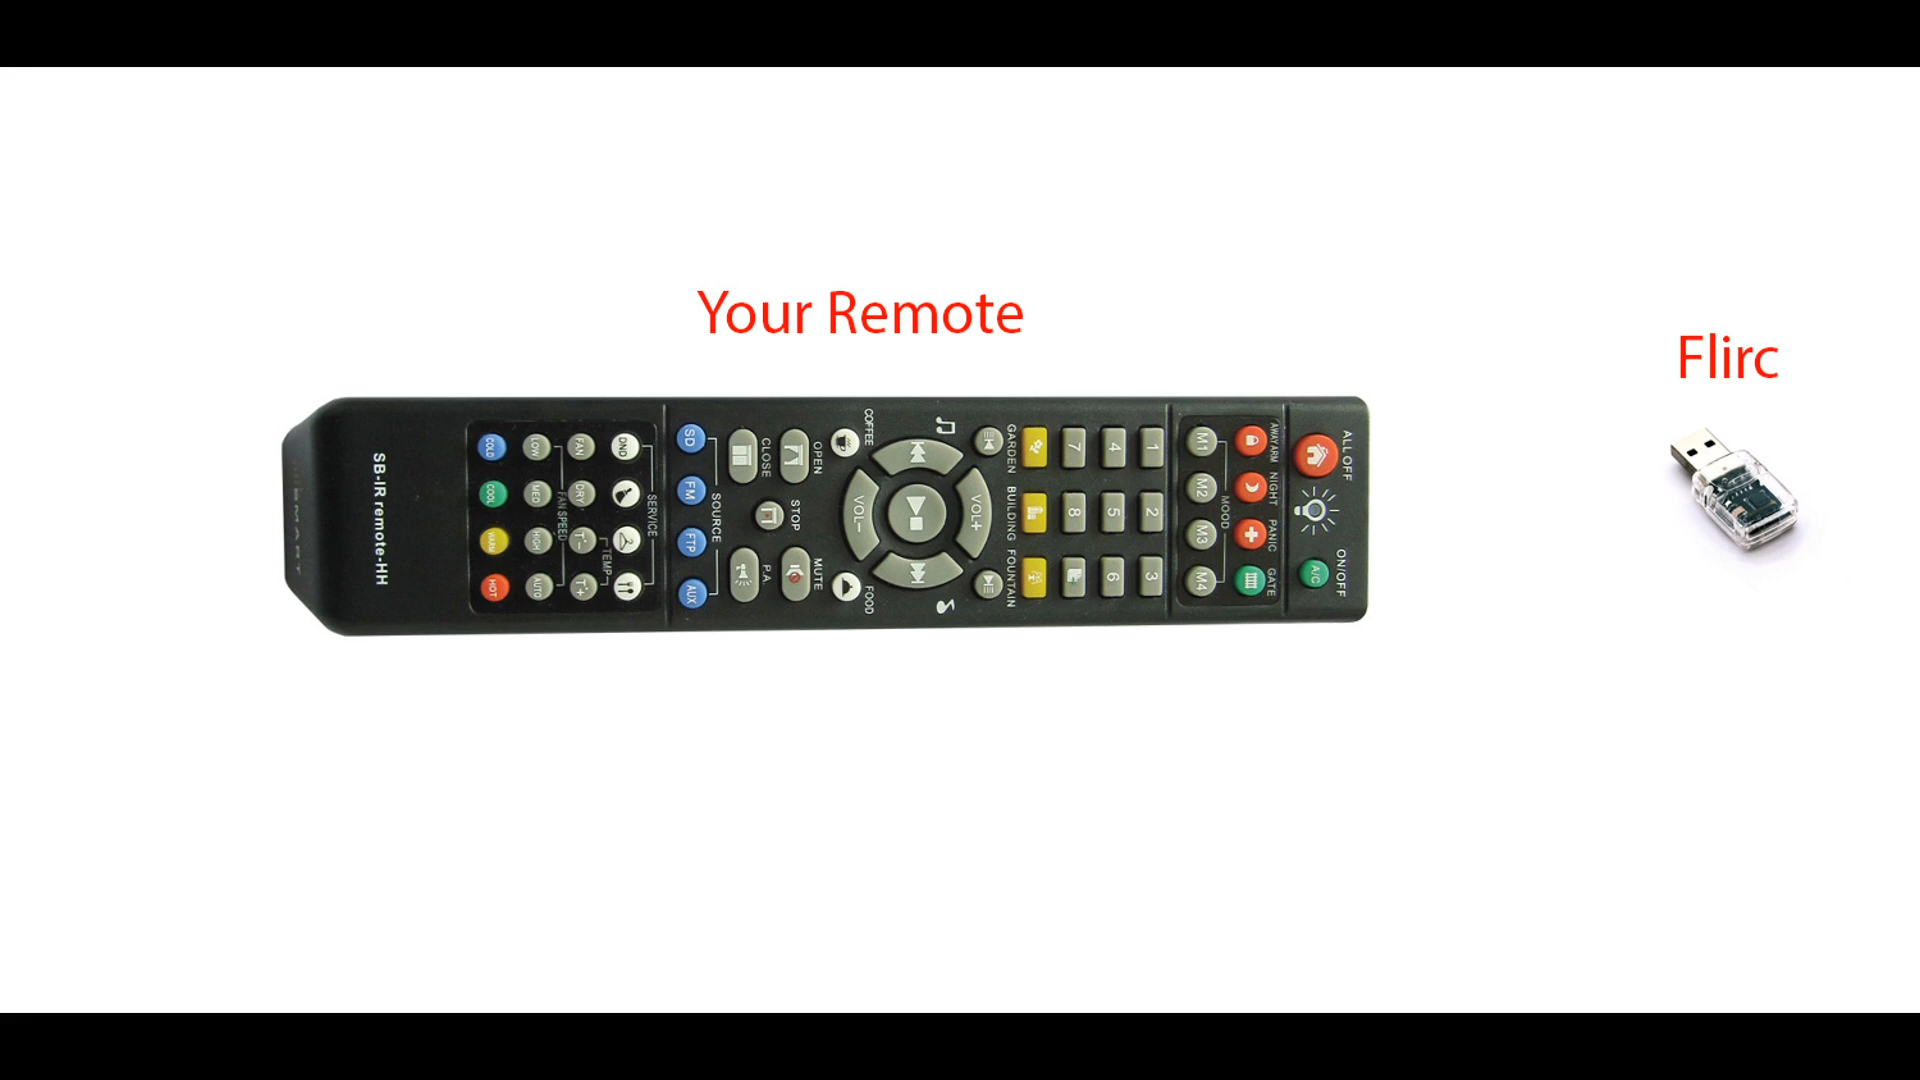 Your Remote
Flirc
ALL OFF
ON/OFF
A/C
AWAY ARM
NIGHT
PANIC
GATE
MOOD
M1
M2
M3
M4
1
2
3
4
5
6
7
8
GARDEN
BUILDING
FOUNTAIN
VOL+
VOL-
COFFEE
FOOD
OPEN
MUTE
STOP
CLOSE
P.A.
SOURCE
SD
FM
FTP
AUX
SERVICE
DND
TEMP
FAN
DRY
T-
T+
FAN SPEED
LOW
MED
HIGH
AUTO
COLD
COOL
WARM
HOT
SB-IR remote-HH